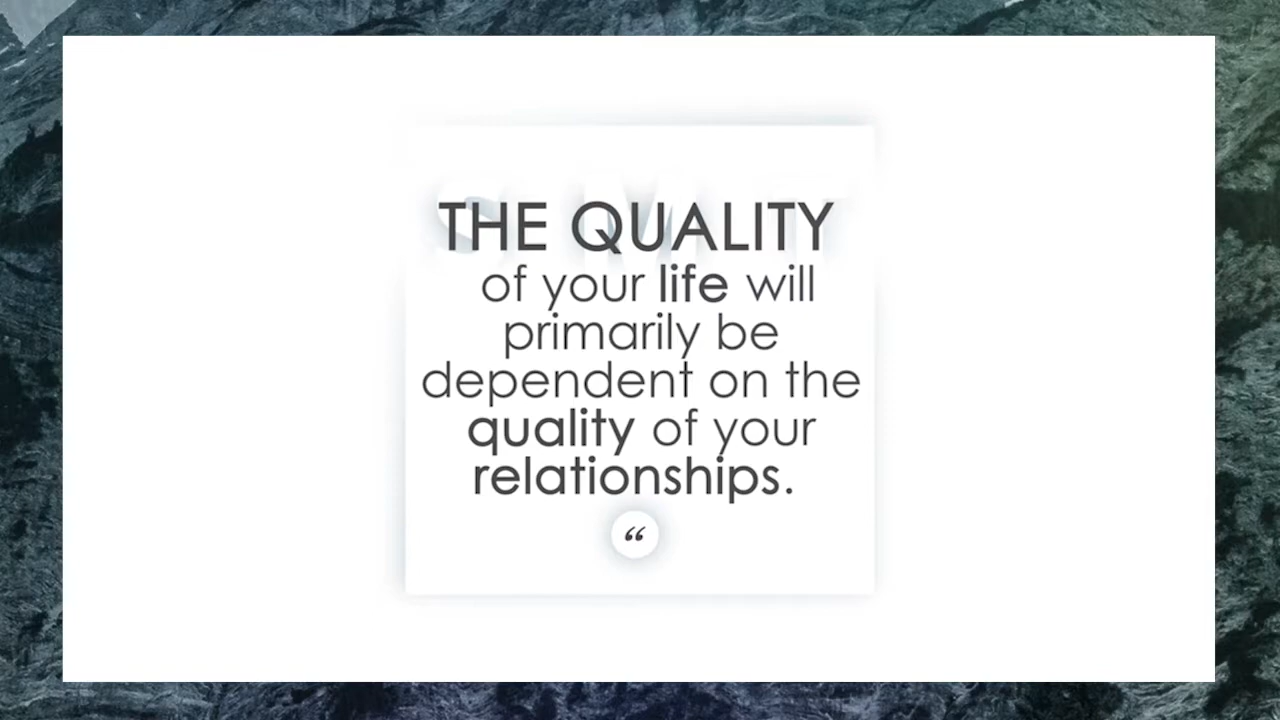 THE QUALITY
of your life will
primarily be
dependent on the
quality of your
relationships.
“